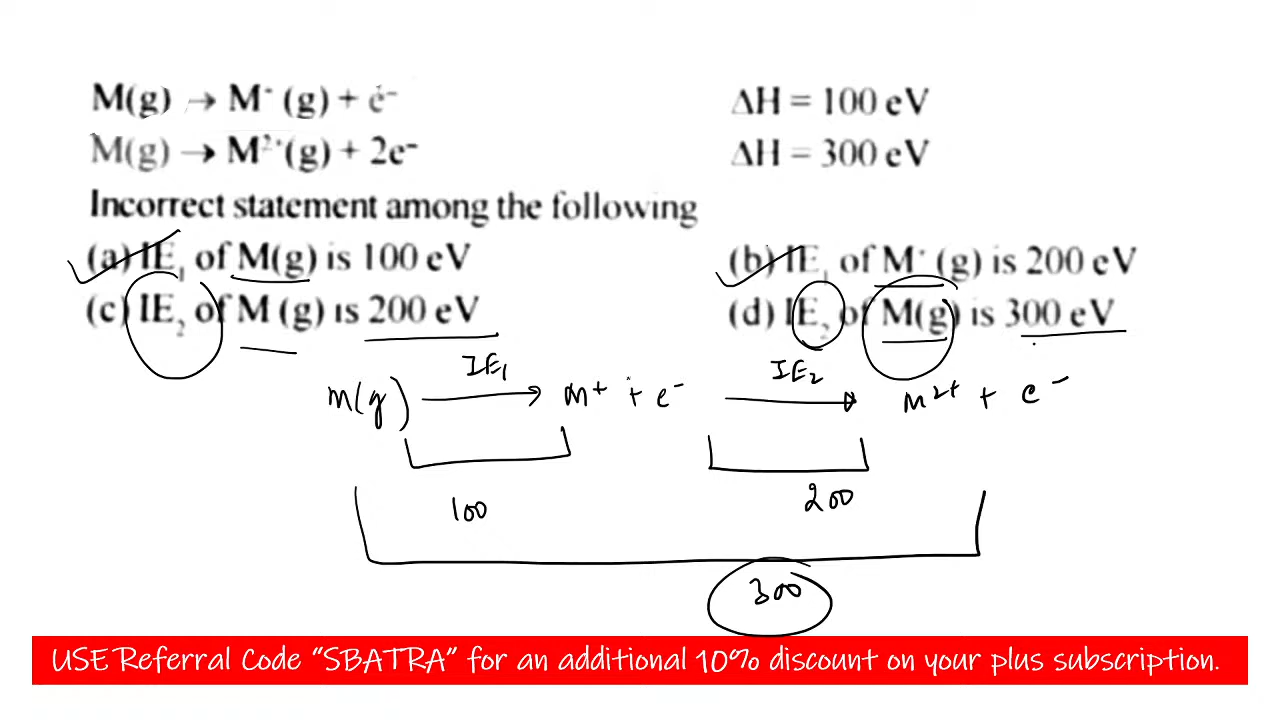 M(g) → M⁺ (g) + e⁻ ΔH = 100 eV
M(g) → M²⁺(g) + 2e⁻ ΔH = 300 eV
Incorrect statement among the following
(a) IE₁ of M(g) is 100 eV (b) IE₁ of M⁺ (g) is 200 eV
(c) IE₂ of M (g) is 200 eV (d) IE₂ of M(g) is 300 eV
IE₁ IE₂
m(g) → m⁺ + e⁻ → m²⁺ + e⁻
100 200
300
USE Referral Code “SBATRA” for an additional 10% discount on your plus subscription.